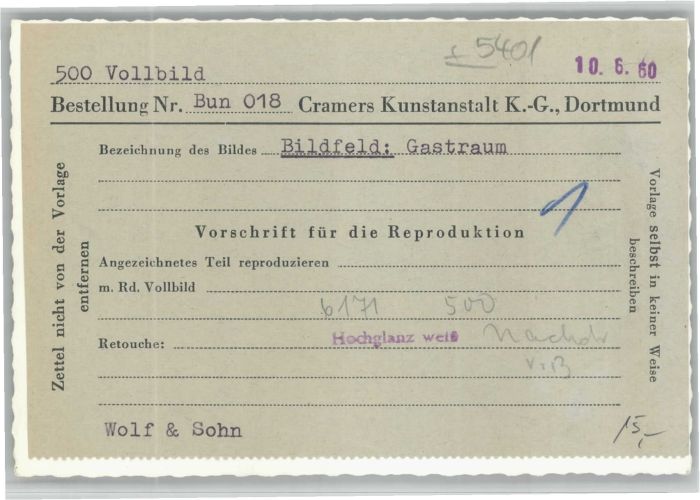 5401
500 Vollbild
10. 6. 60
Bestellung Nr. Bun 018 Cramers Kunstanstalt K.-G., Dortmund
Bezeichnung des Bildes Bildfeld: Gastraum
1
Vorschrift für die Reproduktion
Angezeichnetes Teil reproduzieren
m. Rd. Vollbild
6171 500
Retouche: Hochglanz weiß
Wolf & Sohn
15,-
Zettel nicht von der Vorlage
entfernen
Vorlage selbst in keiner Weise
beschreiben